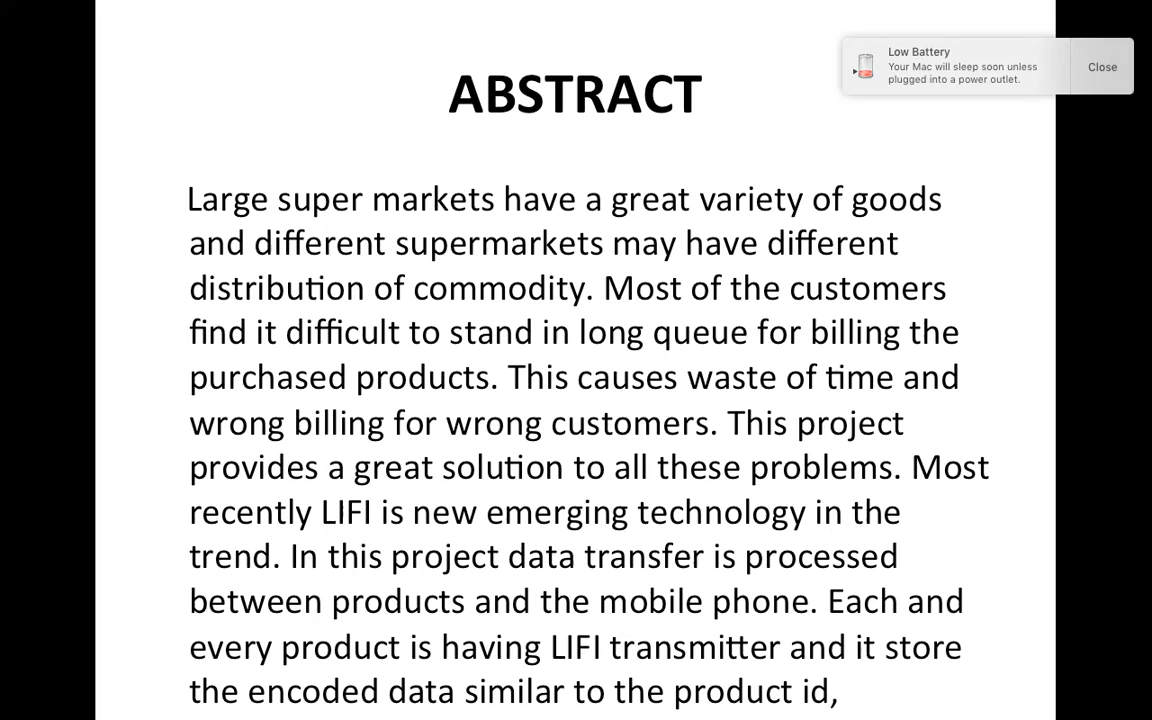 ABSTRACT
Low Battery
Your Mac will sleep soon unless
plugged into a power outlet.
Close
Large super markets have a great variety of goods
and different supermarkets may have different
distribution of commodity. Most of the customers
find it difficult to stand in long queue for billing the
purchased products. This causes waste of time and
wrong billing for wrong customers. This project
provides a great solution to all these problems. Most
recently LIFI is new emerging technology in the
trend. In this project data transfer is processed
between products and the mobile phone. Each and
every product is having LIFI transmitter and it store
the encoded data similar to the product id,